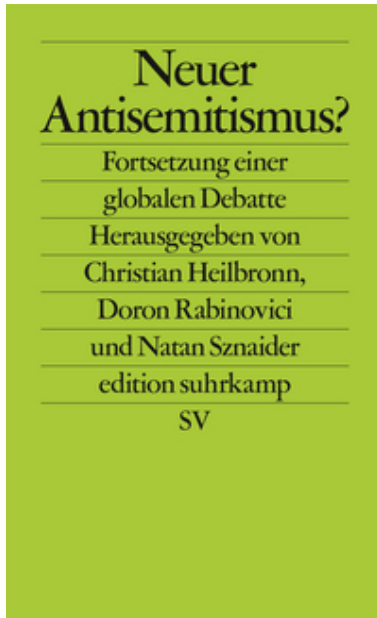 Neuer
Antisemitismus?
Fortsetzung einer
globalen Debatte
Herausgegeben von
Christian Heilbronn,
Doron Rabinovici
und Natan Sznaider
edition suhrkamp
SV